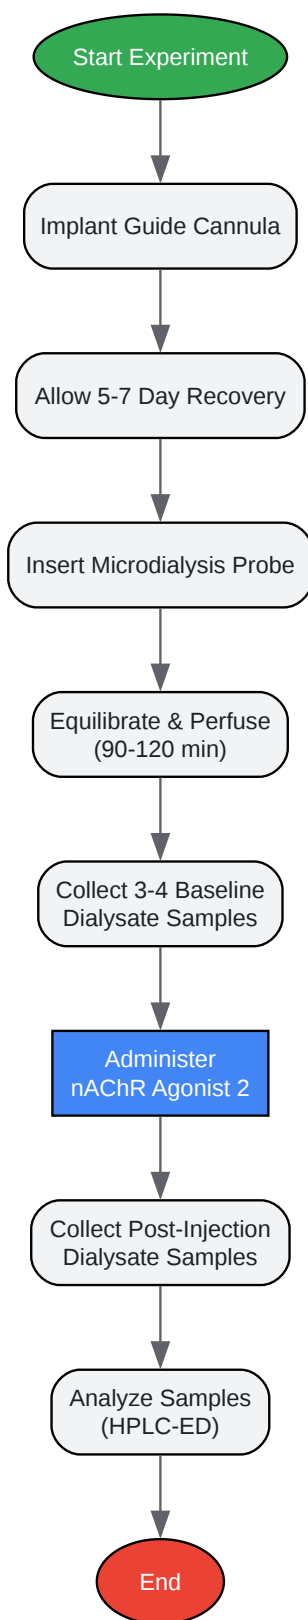 Start Experiment
Implant Guide Cannula
Allow 5-7 Day Recovery
Insert Microdialysis Probe
Equilibrate & Perfuse
(90-120 min)
Collect 3-4 Baseline
Dialysate Samples
Administer
nAChR Agonist 2
Collect Post-Injection
Dialysate Samples
Analyze Samples
(HPLC-ED)
End